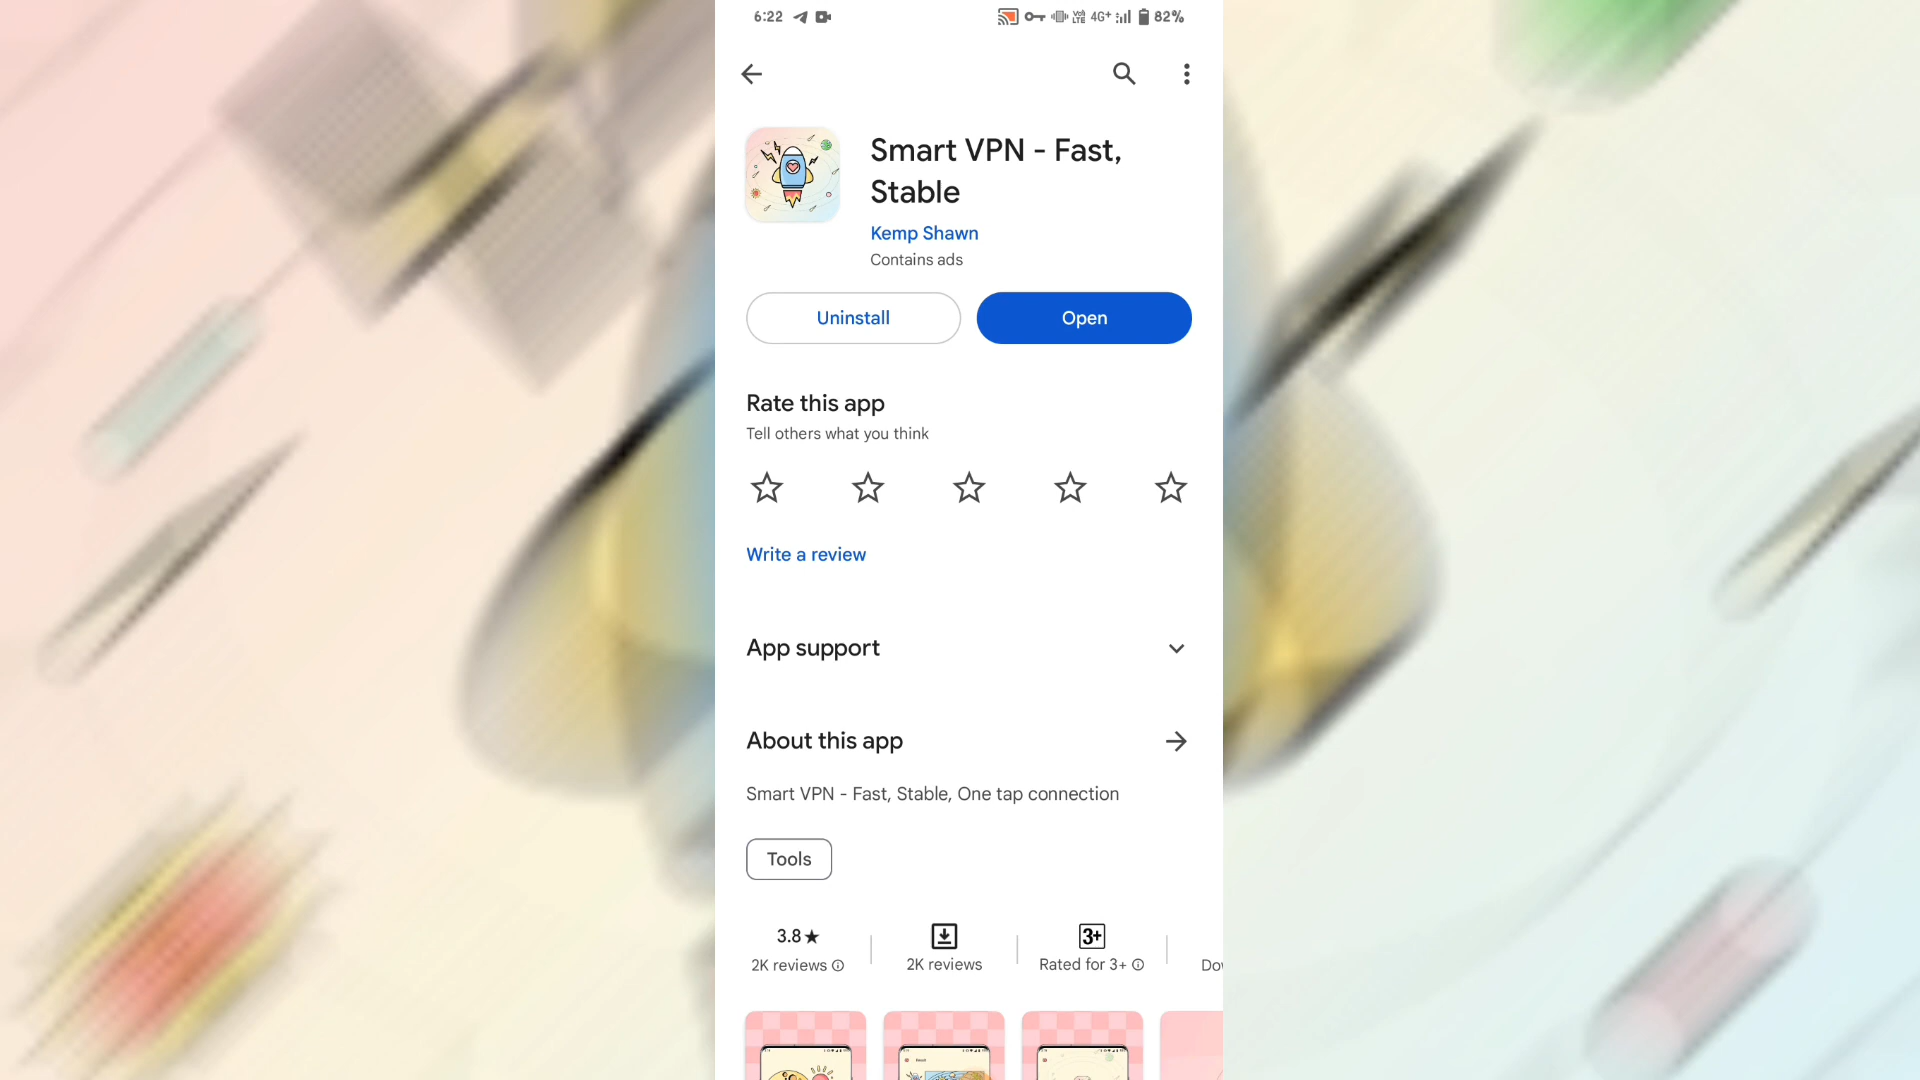 6:22 4G+ 82%
Smart VPN - Fast,
Stable
Kemp Shawn
Contains ads
Uninstall Open
Rate this app
Tell others what you think
Write a review
App support
About this app
Smart VPN - Fast, Stable, One tap connection
Tools
3.8★ 3+
2K reviews 2K reviews Rated for 3+ Dow